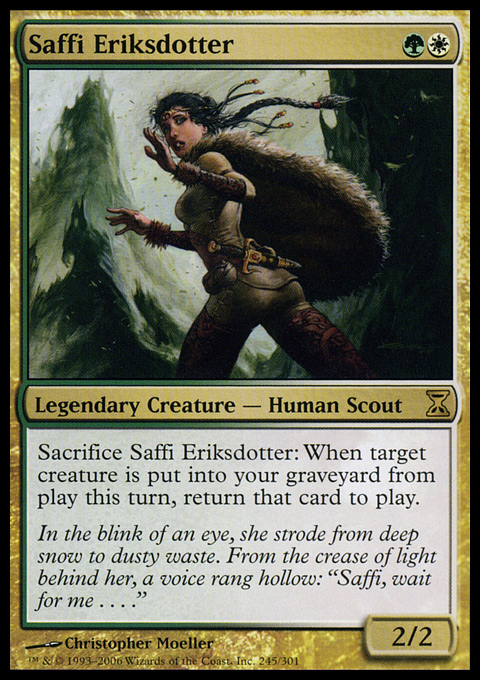 Saffi Eriksdotter
Legendary Creature — Human Scout
Sacrifice Saffi Eriksdotter: When target
creature is put into your graveyard from
play this turn, return that card to play.
In the blink of an eye, she strode from deep
snow to dusty waste. From the crease of light
behind her, a voice rang hollow: “Saffi, wait
for me . . . .”
2/2
Christopher Moeller
™ & © 1993–2006 Wizards of the Coast, Inc. 245/301